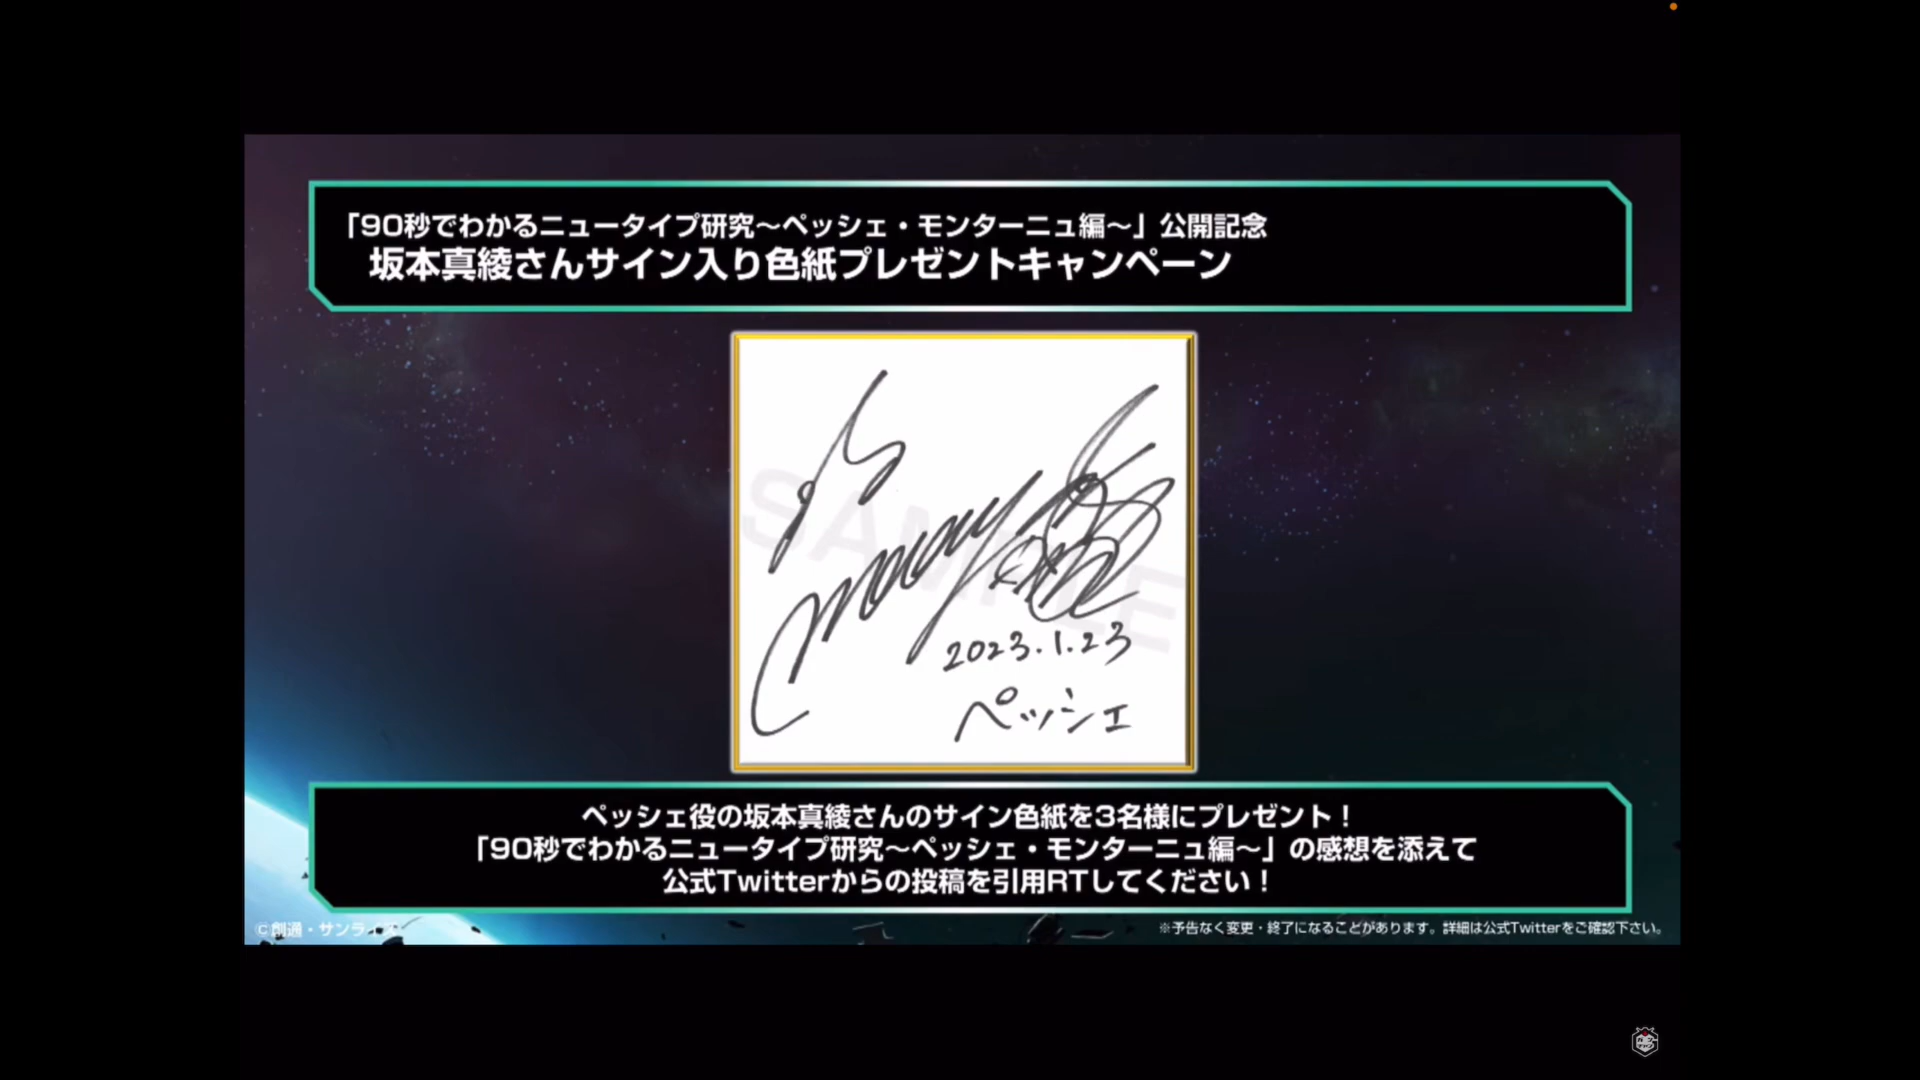 「90秒でわかるニュータイプ研究～ペッシェ・モンターニュ編～」公開記念
坂本真綾さんサイン入り色紙プレゼントキャンペーン
SAMPLE
2023.1.23
ペッシェ
ペッシェ役の坂本真綾さんのサイン色紙を3名様にプレゼント！
「90秒でわかるニュータイプ研究～ペッシェ・モンターニュ編～」の感想を添えて
公式Twitterからの投稿を引用RTしてください！
©創通・サンライズ
※予告なく変更・終了になることがあります。詳細は公式Twitterをご確認下さい。